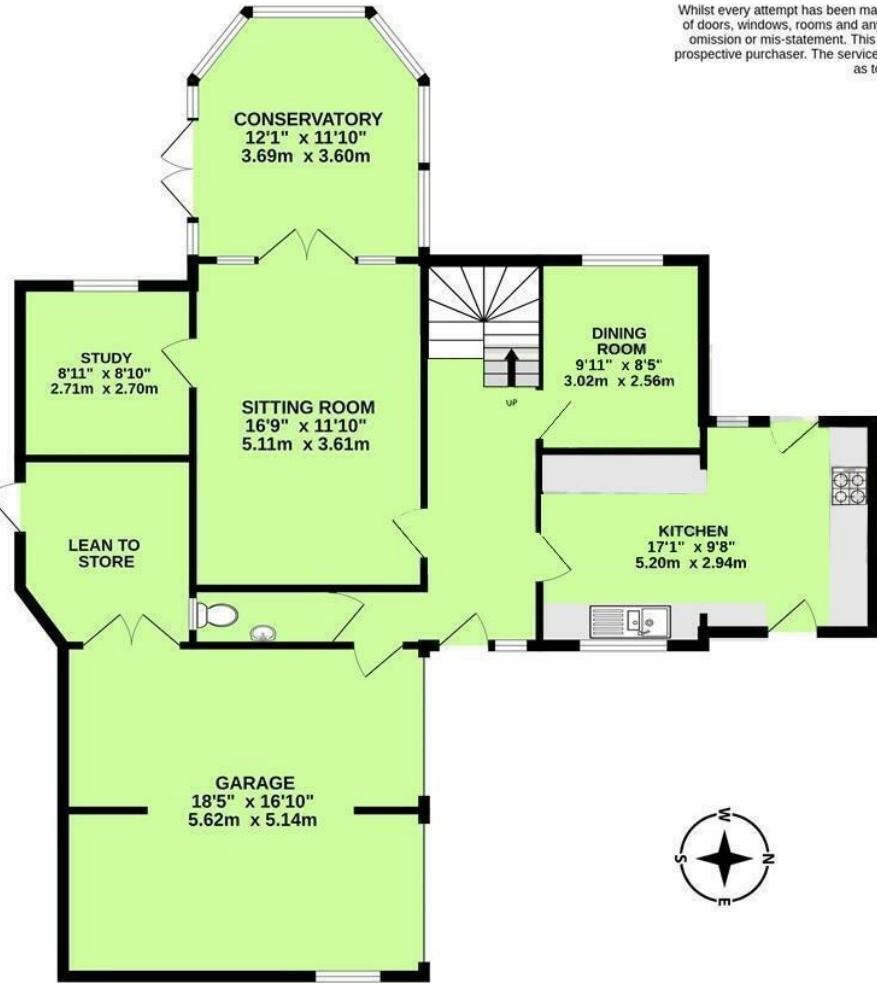 Whilst every attempt has been ma
of doors, windows, rooms and any
omission or mis-statement. This
prospective purchaser. The service
as to
CONSERVATORY
12'1" x 11'10"
3.69m x 3.60m
STUDY
8'11" x 8'10"
2.71m x 2.70m
SITTING ROOM
16'9" x 11'10"
5.11m x 3.61m
UP
DINING
ROOM
9'11" x 8'5"
3.02m x 2.56m
KITCHEN
17'1" x 9'8"
5.20m x 2.94m
LEAN TO
STORE
GARAGE
18'5" x 16'10"
5.62m x 5.14m
W
N
S
E